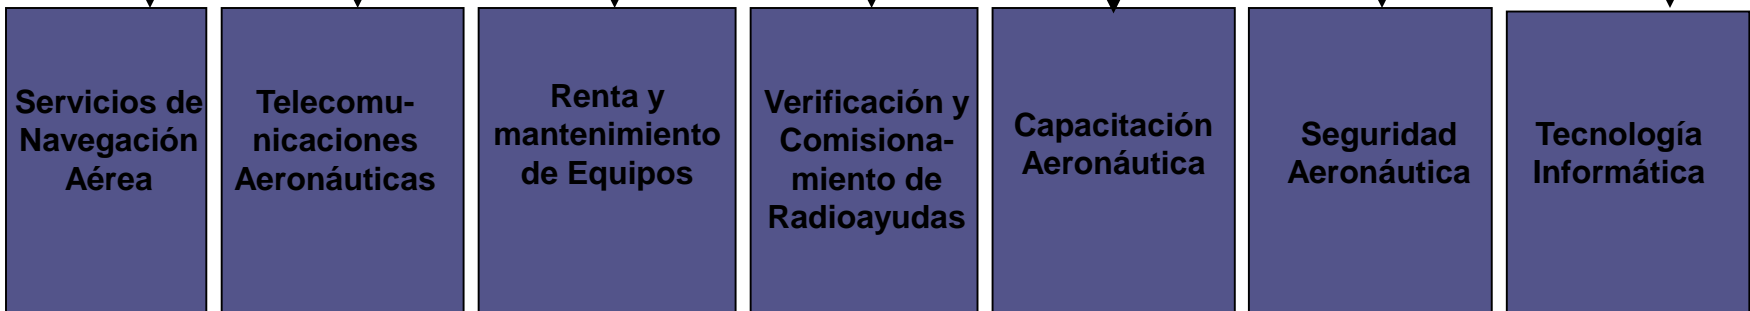 Servicios de
Navegación
Aérea
Telecomu-
nicaciones
Aeronáuticas
Renta y
mantenimiento
de Equipos
Verificación y
Comisiona-
miento de
Radioayudas
Capacitación
Aeronáutica
Seguridad
Aeronáutica
Tecnología
Informática